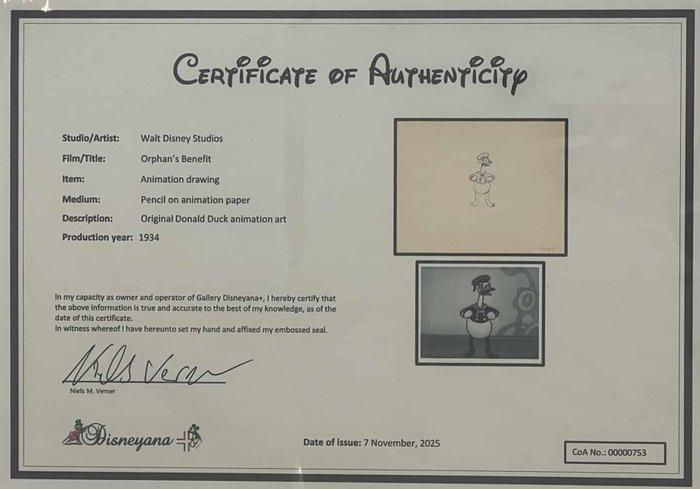 Certificate of Authenticity
Studio/Artist: Walt Disney Studios
Film/Title: Orphan's Benefit
Item: Animation drawing
Medium: Pencil on animation paper
Description: Original Donald Duck animation art
Production year: 1934
In my capacity as owner and operator of Gallery Disneyana+, I hereby certify that
the above information is true and accurate to the best of my knowledge, as of the
date of this certificate.
In witness whereof I have hereunto set my hand and affixed my embossed seal.
Niels Verner
Niels M. Verner
Disneyana
Date of issue: 7 November, 2025
CoA No.: 00000753